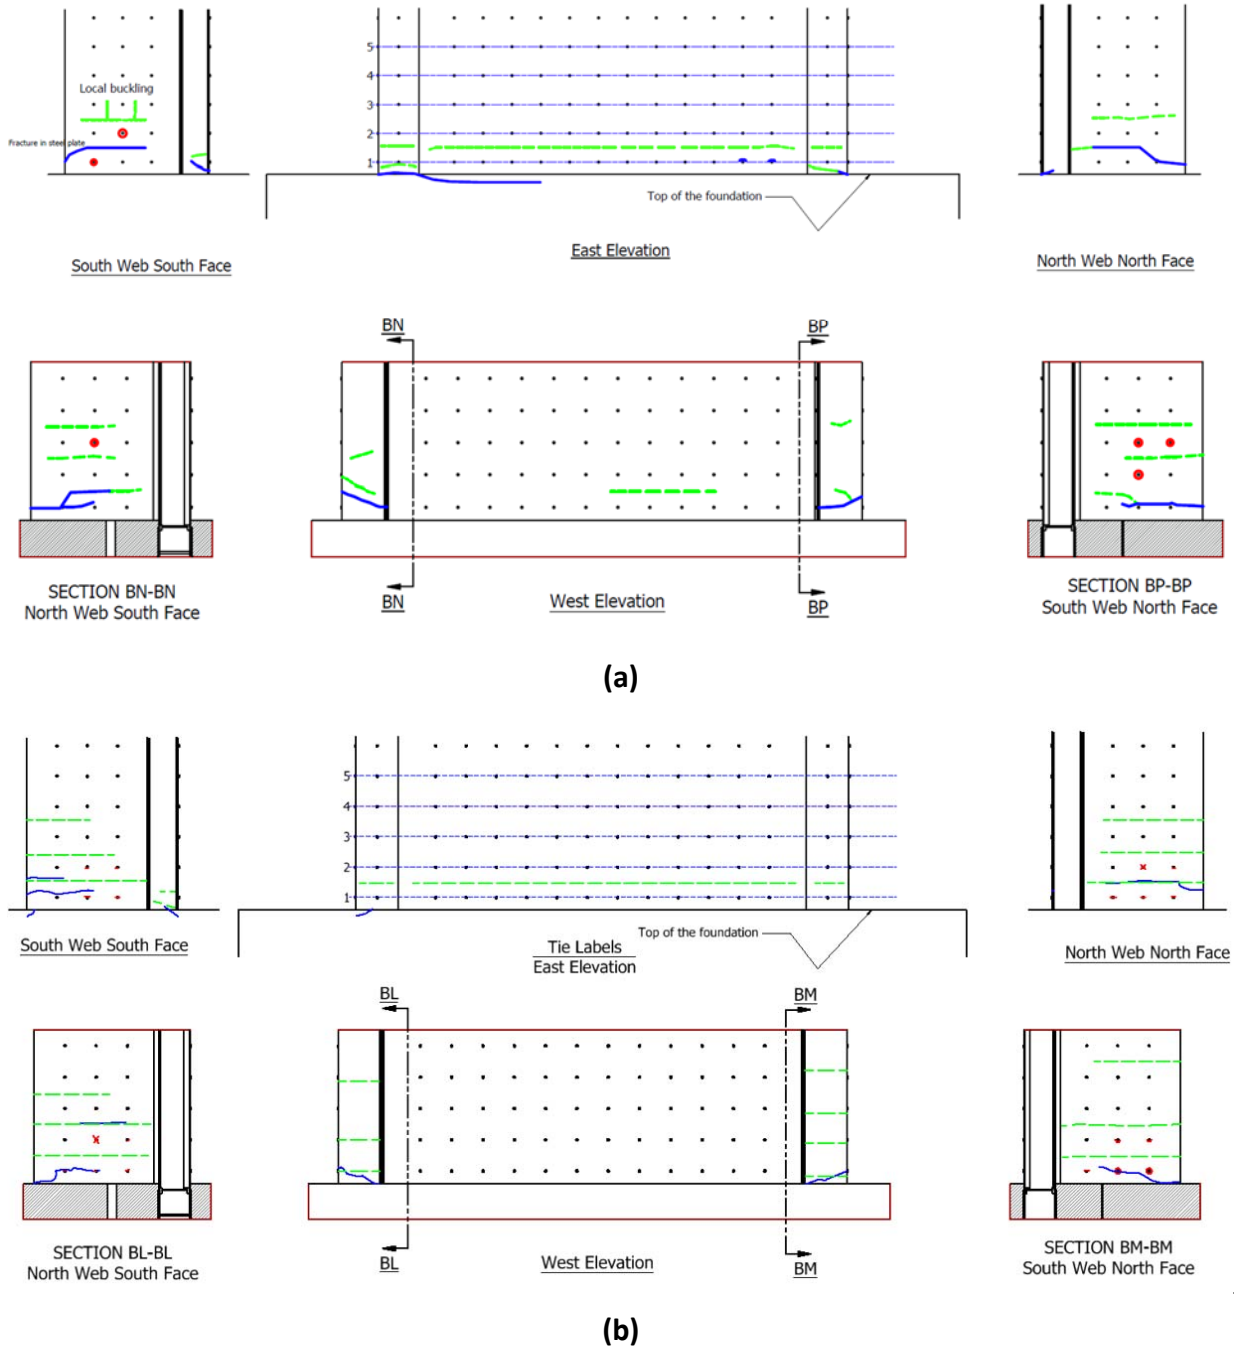 Local buckling
Fracture in steel plate
South Web South Face
5
4
3
2
1
Top of the foundation
East Elevation
North Web North Face
BN
BP
SECTION BN-BN
North Web South Face
BN
West Elevation
BP
SECTION BP-BP
South Web North Face
(a)
South Web South Face
5
4
3
2
1
Top of the foundation
Tie Labels
East Elevation
North Web North Face
BL
BM
SECTION BL-BL
North Web South Face
BL
West Elevation
BM
SECTION BM-BM
South Web North Face
(b)